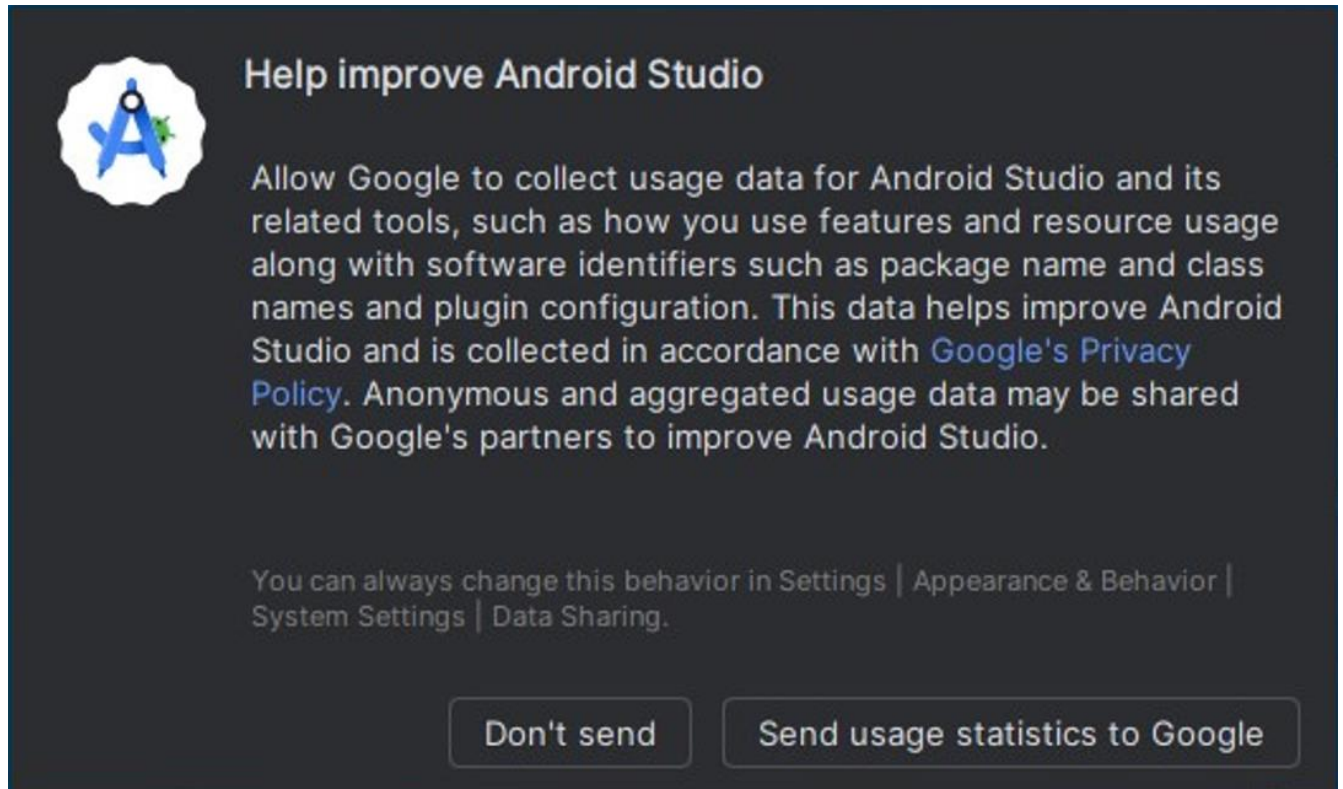 Help improve Android Studio
Allow Google to collect usage data for Android Studio and its
related tools, such as how you use features and resource usage
along with software identifiers such as package name and class
names and plugin configuration. This data helps improve Android
Studio and is collected in accordance with Google's Privacy
Policy. Anonymous and aggregated usage data may be shared
with Google's partners to improve Android Studio.
You can always change this behavior in Settings | Appearance & Behavior |
System Settings | Data Sharing.
Don't send
Send usage statistics to Google